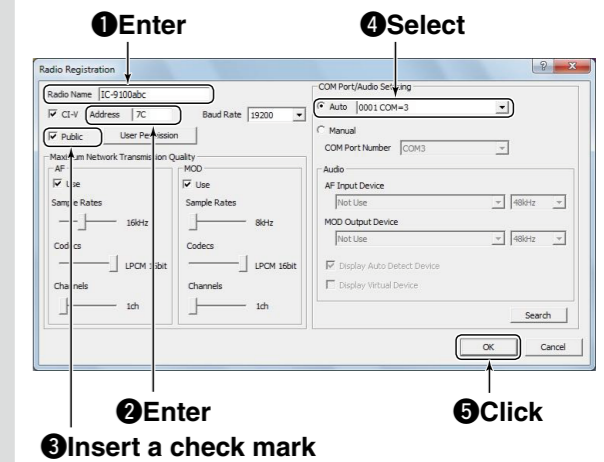 ❶Enter ❹Select
Radio Registration
Radio Name IC-9100abc
CI-V Address 7C Baud Rate 19200
Public User Permission
Maximum Network Transmission Quality
AF MOD
Use Use
Sample Rates Sample Rates
16kHz 8kHz
Codecs Codecs
LPCM 16bit LPCM 16bit
Channels Channels
1ch 1ch
COM Port/Audio Setting
Auto 0001 COM=3
Manual
COM Port Number COM3
Audio
AF Input Device
Not Use 48kHz
MOD Output Device
Not Use 48kHz
Display Auto Detect Device
Display Virtual Device
Search
OK Cancel
❷Enter ❺Click
❸Insert a check mark